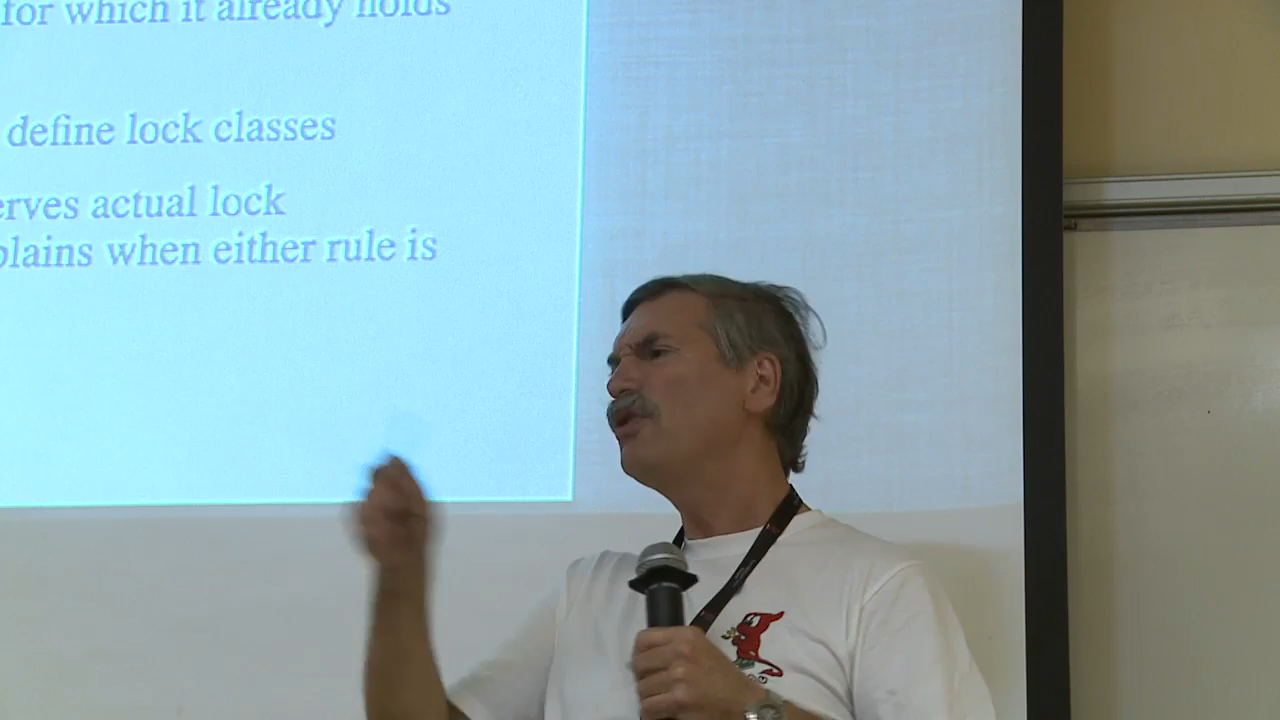 for which it already holds
define lock classes
erves actual lock
plains when either rule is